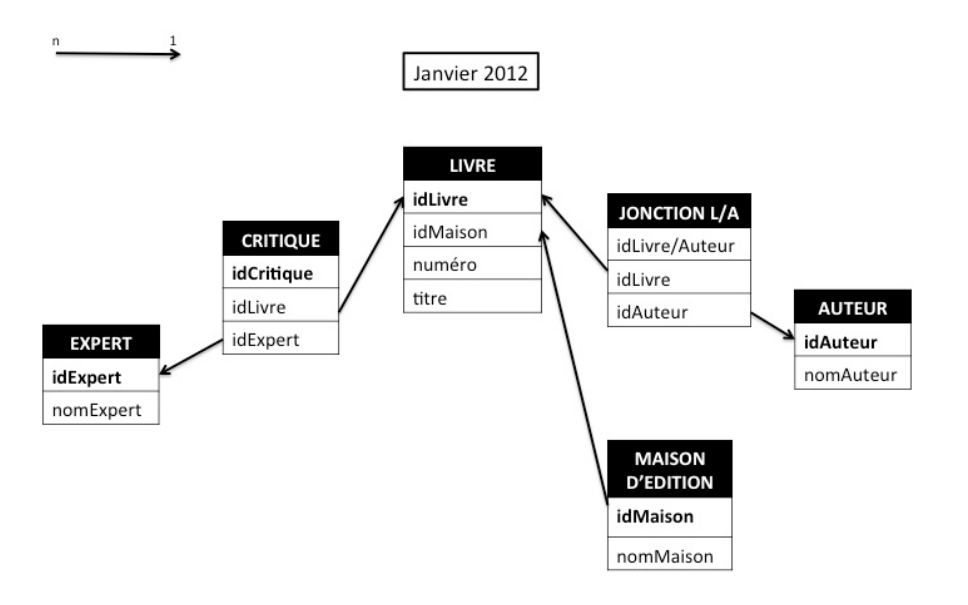 n 1
Janvier 2012
LIVRE
idLivre
idMaison
numéro
titre
CRITIQUE
idCritique
idLivre
idExpert
EXPERT
idExpert
nomExpert
JONCTION L/A
idLivre/Auteur
idLivre
idAuteur
AUTEUR
idAuteur
nomAuteur
MAISON
D'EDITION
idMaison
nomMaison